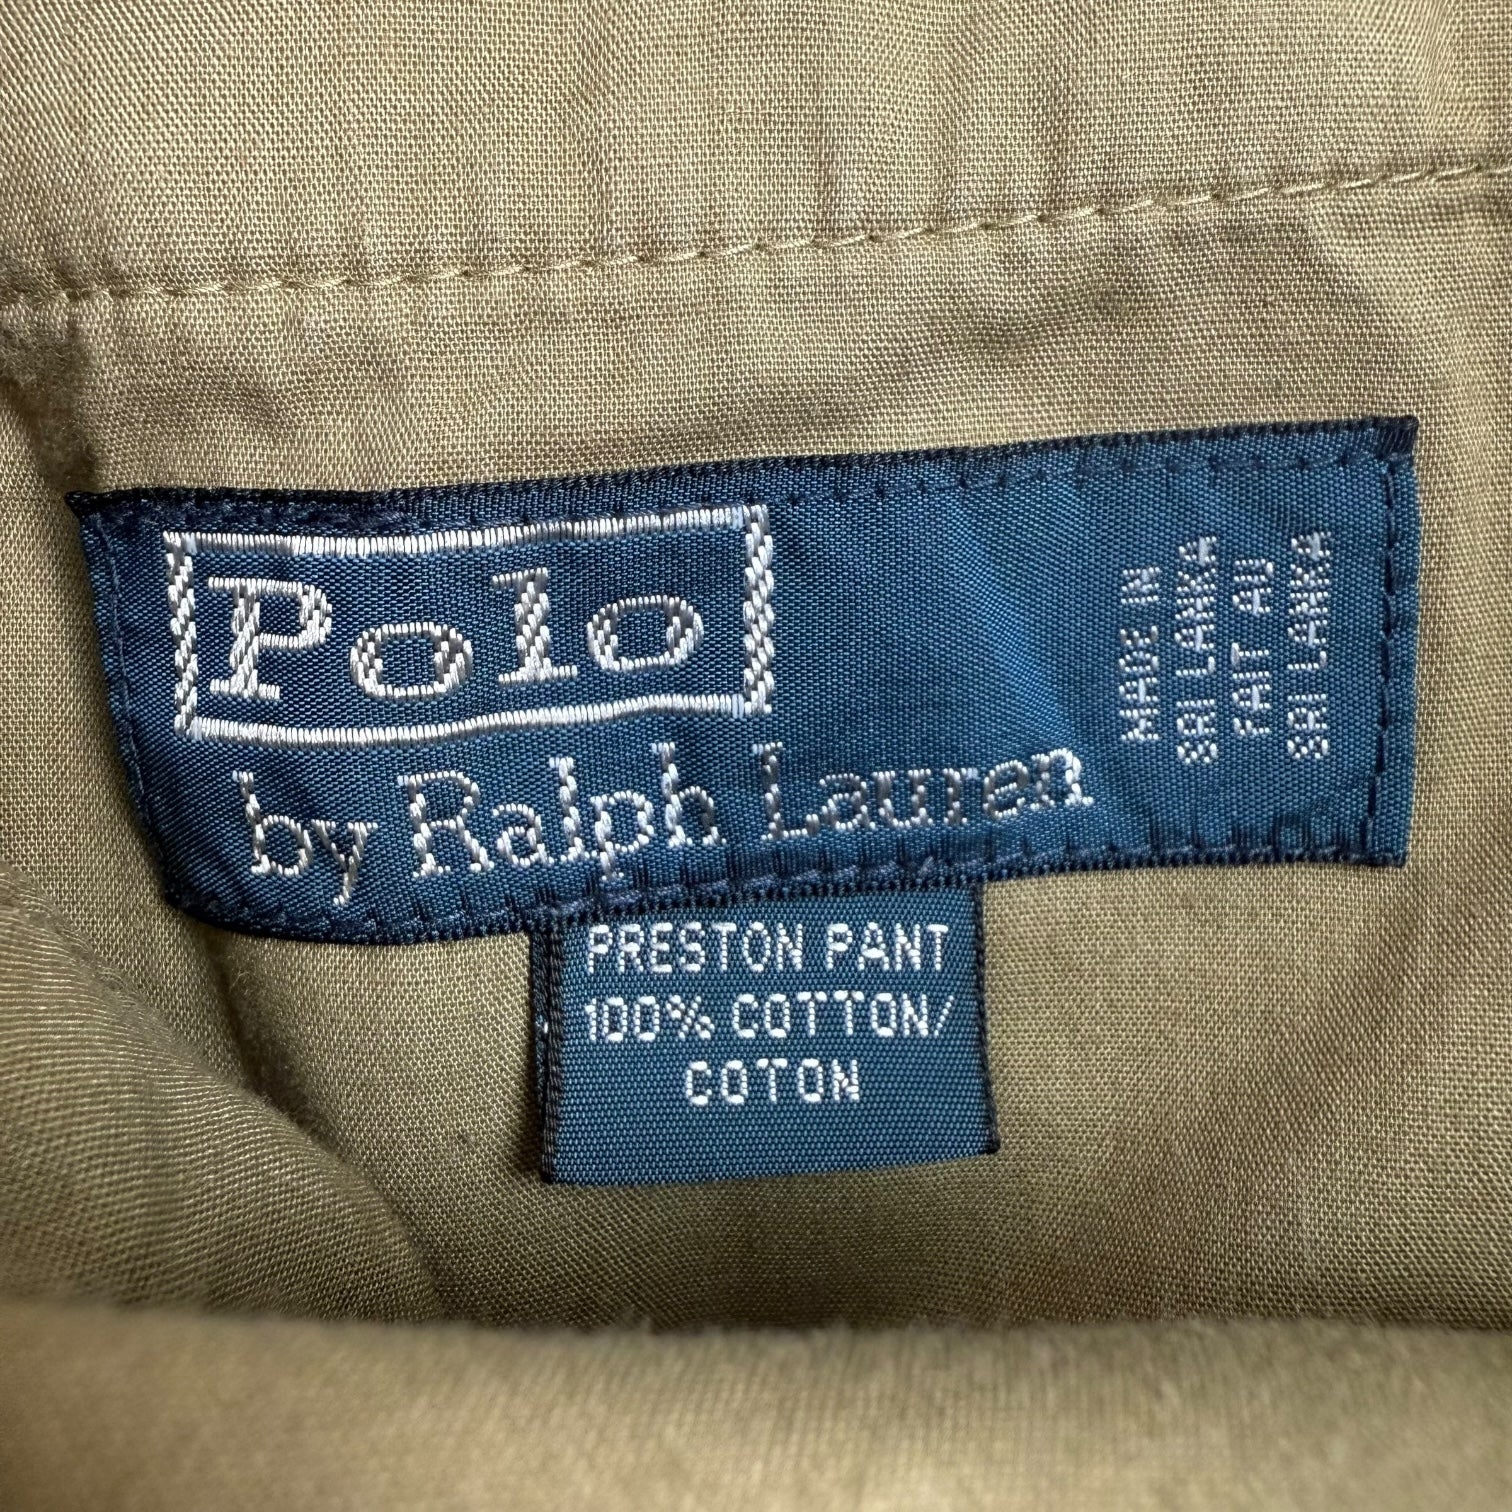 Polo
by Ralph Lauren
MADE IN
SRI LANKA
FAIT AU
SRI LANKA
PRESTON PANT
100% COTTON/
COTON